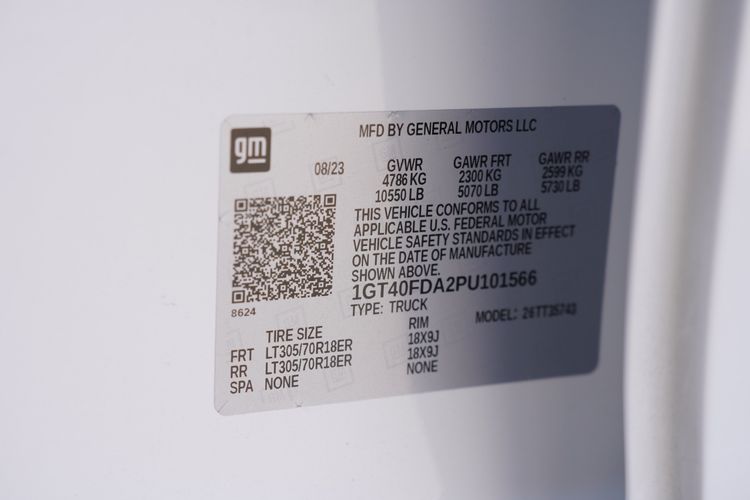 gm
MFD BY GENERAL MOTORS LLC
08/23 GVWR GAWR FRT GAWR RR
4786 KG 2300 KG 2599 KG
10550 LB 5070 LB 5730 LB
THIS VEHICLE CONFORMS TO ALL
APPLICABLE U.S. FEDERAL MOTOR
VEHICLE SAFETY STANDARDS IN EFFECT
ON THE DATE OF MANUFACTURE
SHOWN ABOVE.
1GT40FDA2PU101566
8624
TYPE: TRUCK MODEL:
TIRE SIZE RIM
FRT LT305/70R18ER 18X9J
RR LT305/70R18ER 18X9J
SPA NONE NONE